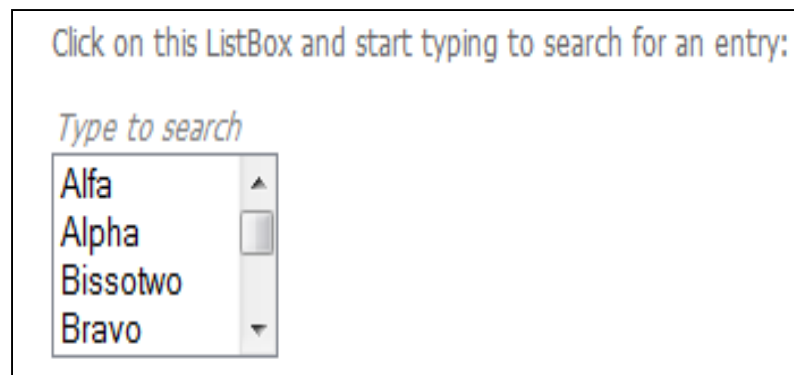 Click on this ListBox and start typing to search for an entry:
Type to search
Alfa
Alpha
Bissotwo
Bravo